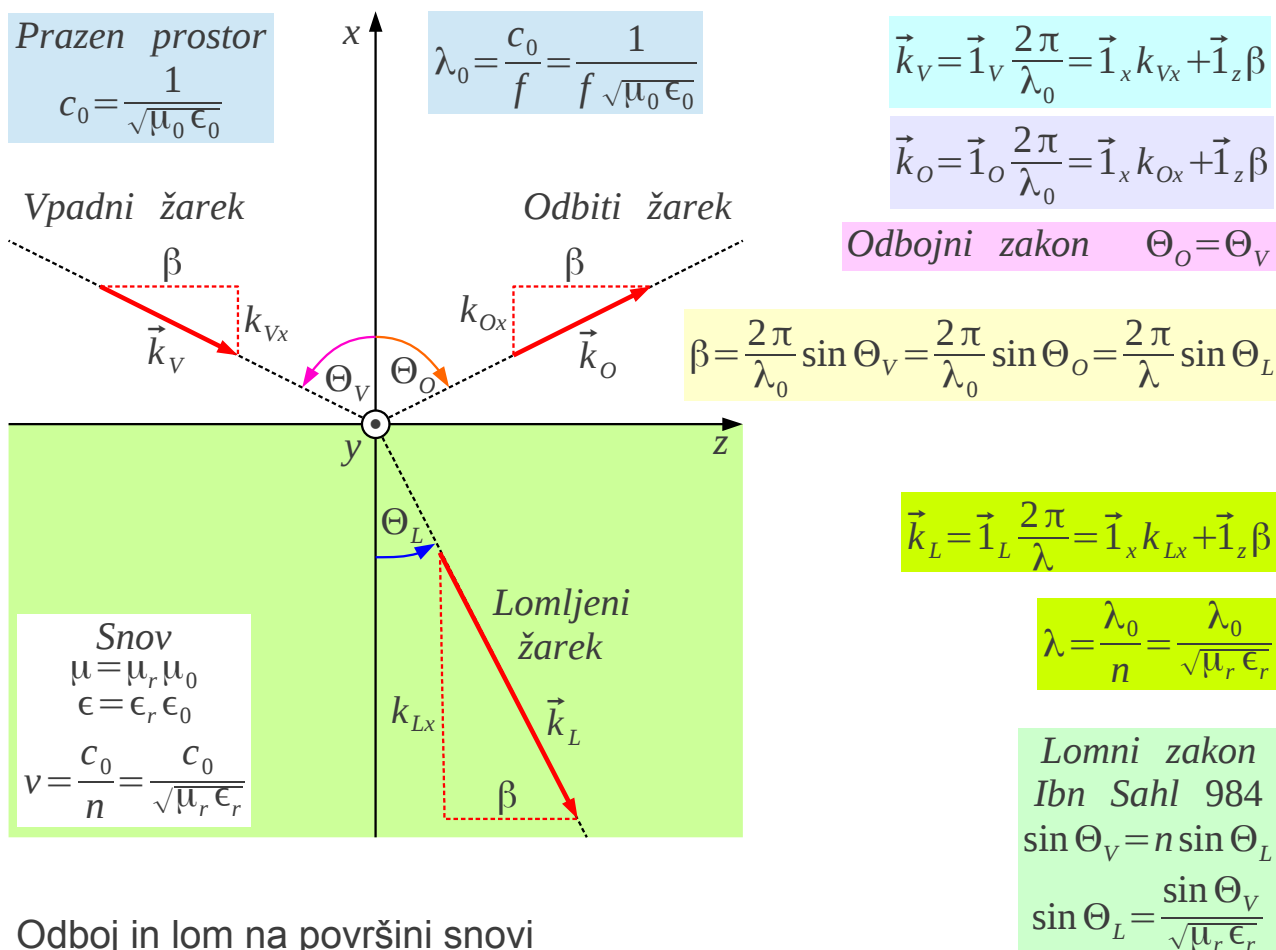 Prazen prostor
c₀ = 1/√(μ₀ ϵ₀)
x
λ₀ = c₀/f = 1/(f √(μ₀ ϵ₀))
k⃗_V = 1⃗_V 2π/λ₀ = 1⃗_x k_Vx + 1⃗_z β
k⃗_O = 1⃗_O 2π/λ₀ = 1⃗_x k_Ox + 1⃗_z β
Vpadni žarek
Odbiti žarek
Odbojni zakon Θ_O = Θ_V
β
k_Vx
k⃗_V
β
k_Ox
k⃗_O
Θ_V
Θ_O
β = 2π/λ₀ sin Θ_V = 2π/λ₀ sin Θ_O = 2π/λ sin Θ_L
y
z
Θ_L
k⃗_L = 1⃗_L 2π/λ = 1⃗_x k_Lx + 1⃗_z β
Lomljeni
žarek
λ = λ₀/n = λ₀/√(μ_r ϵ_r)
k_Lx
k⃗_L
β
Snov
μ = μ_r μ₀
ϵ = ϵ_r ϵ₀
v = c₀/n = c₀/√(μ_r ϵ_r)
Lomni zakon
Ibn Sahl 984
sin Θ_V = n sin Θ_L
sin Θ_L = sin Θ_V/√(μ_r ϵ_r)
Odboj in lom na površini snovi